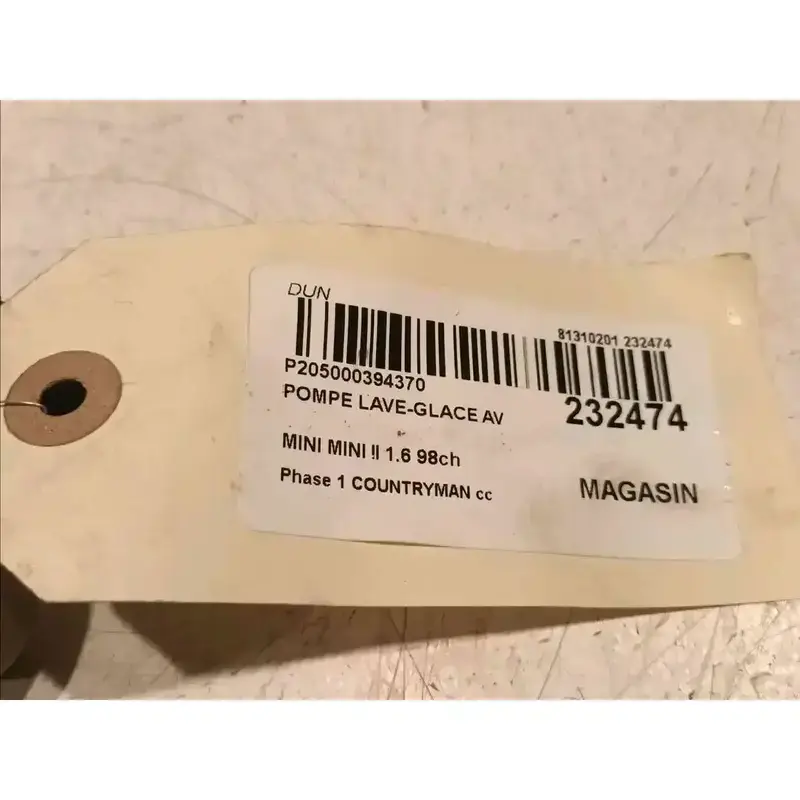 DUN
81310201 232474
P205000394370
POMPE LAVE-GLACE AV
232474
MINI MINI II 1.6 98ch
Phase 1 COUNTRYMAN cc
MAGASIN